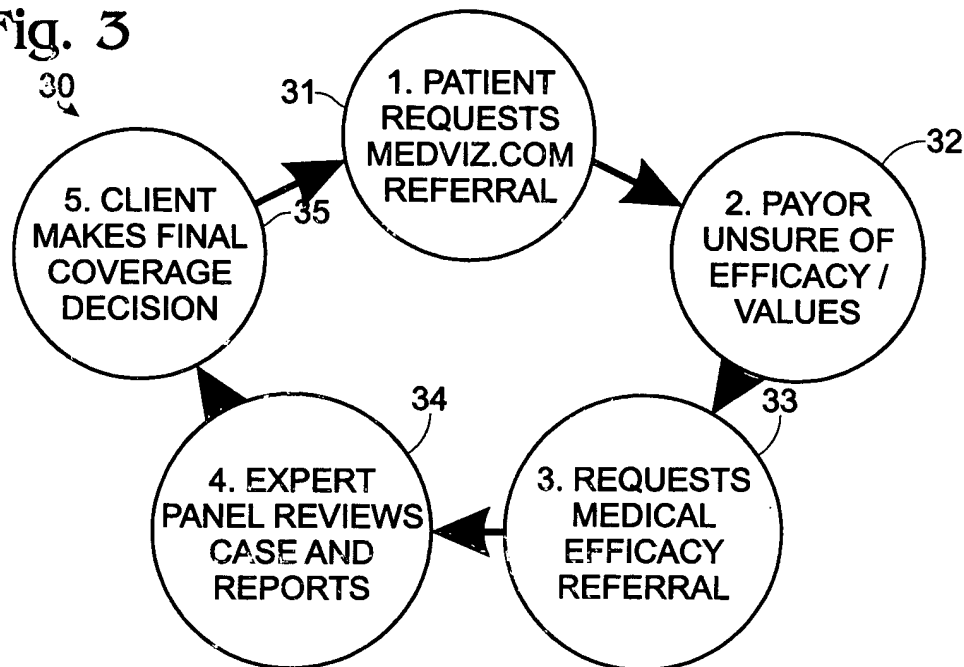 Fig. 3
30
31
1. PATIENT
REQUESTS
MEDVIZ.COM
REFERRAL
32
2. PAYOR
UNSURE OF
EFFICACY /
VALUES
33
3. REQUESTS
MEDICAL
EFFICACY
REFERRAL
34
4. EXPERT
PANEL REVIEWS
CASE AND
REPORTS
35
5. CLIENT
MAKES FINAL
COVERAGE
DECISION